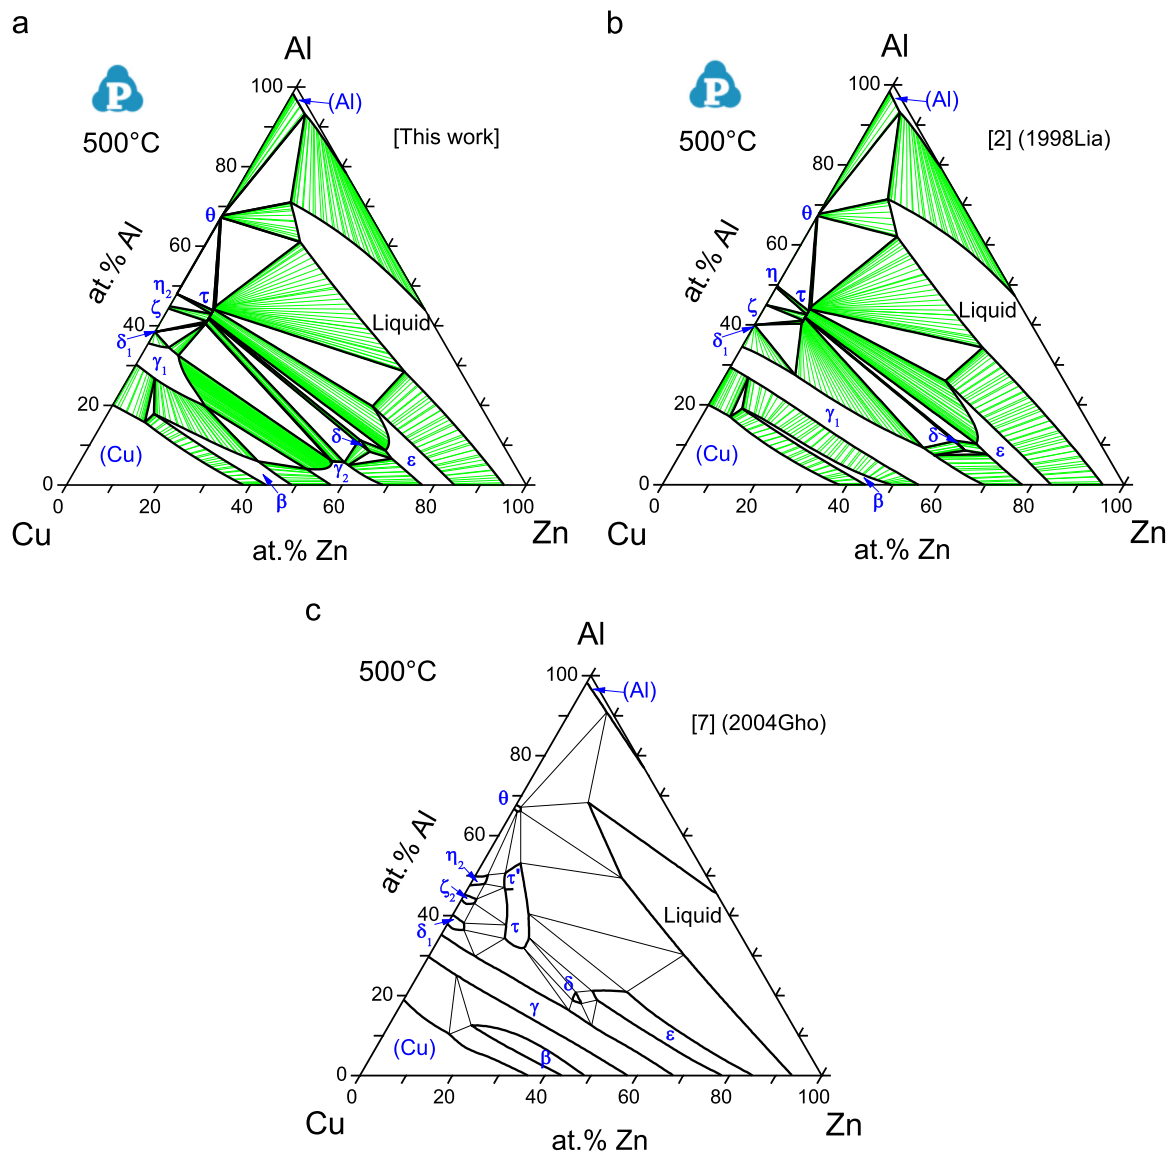 a
Al
100
(Al)
P
500°C
[This work]
80
θ
at.% Al
60
η2
τ
ζ
40
Liquid
δ1
γ1
20
δ
(Cu)
ε
γ2
0
β
0
20
40
60
80
100
Cu
at.% Zn
Zn
b
Al
100
(Al)
P
500°C
[2] (1998Lia)
80
θ
at.% Al
60
η
τ
ζ
40
Liquid
δ1
20
γ1
δ
(Cu)
ε
0
β
0
20
40
60
80
100
Cu
at.% Zn
Zn
c
Al
500°C
100
(Al)
[7] (2004Gho)
80
θ
at.% Al
60
η2
τ'
ζ2
40
Liquid
δ1
τ
δ
20
γ
ε
(Cu)
β
0
0
20
40
60
80
100
Cu
at.% Zn
Zn